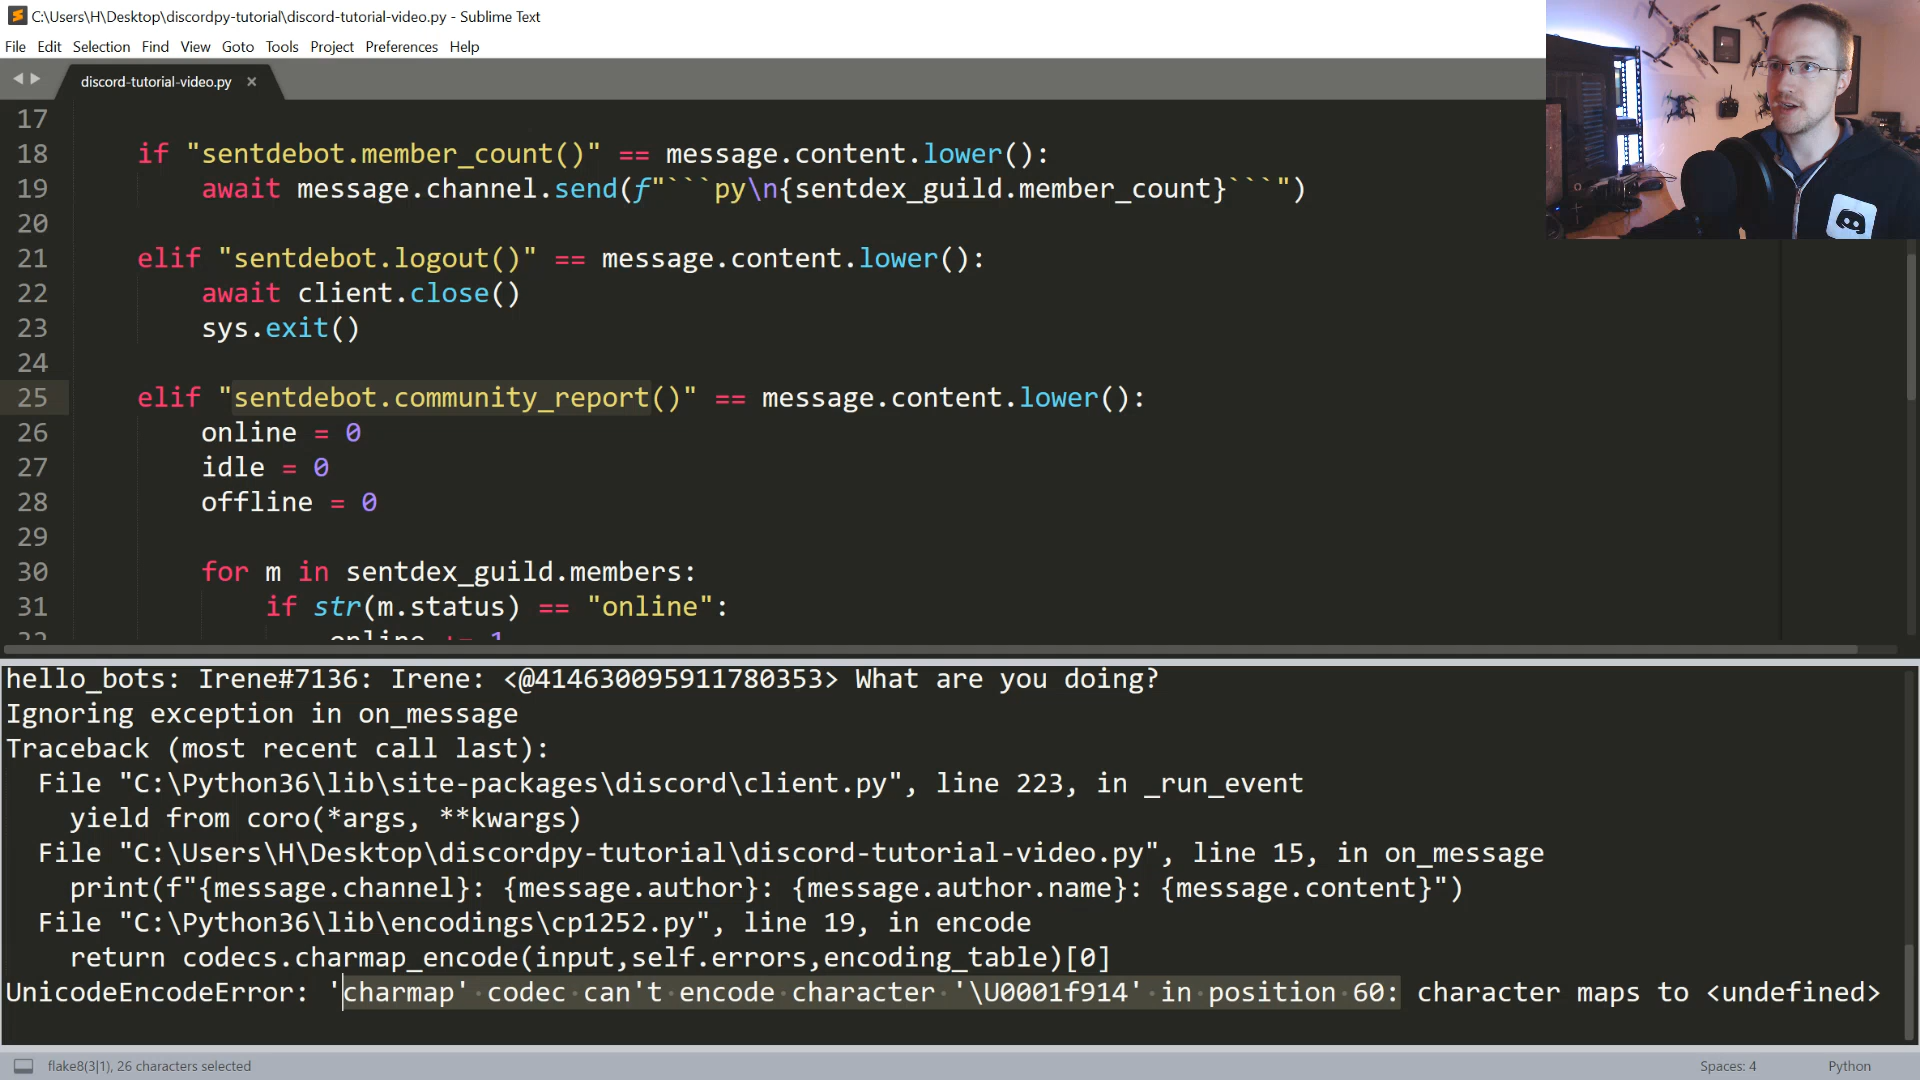 C:\Users\H\Desktop\discordpy-tutorial\discord-tutorial-video.py - Sublime Text
File Edit Selection Find View Goto Tools Project Preferences Help
discord-tutorial-video.py ×
17
18 if "sentdebot.member_count()" == message.content.lower():
19 await message.channel.send(f"```py\n{sentdex_guild.member_count}```")
20
21 elif "sentdebot.logout()" == message.content.lower():
22 await client.close()
23 sys.exit()
24
25 elif "sentdebot.community_report()" == message.content.lower():
26 online = 0
27 idle = 0
28 offline = 0
29
30 for m in sentdex_guild.members:
31 if str(m.status) == "online":
32 online += 1
hello_bots: Irene#7136: Irene: <@414630095911780353> What are you doing?
Ignoring exception in on_message
Traceback (most recent call last):
File "C:\Python36\lib\site-packages\discord\client.py", line 223, in _run_event
yield from coro(*args, **kwargs)
File "C:\Users\H\Desktop\discordpy-tutorial\discord-tutorial-video.py", line 15, in on_message
print(f"{message.channel}: {message.author}: {message.author.name}: {message.content}")
File "C:\Python36\lib\encodings\cp1252.py", line 19, in encode
return codecs.charmap_encode(input,self.errors,encoding_table)[0]
UnicodeEncodeError: 'charmap' codec can't encode character '\U0001f914' in position 60: character maps to <undefined>
flake8(3|1), 26 characters selected Spaces: 4 Python